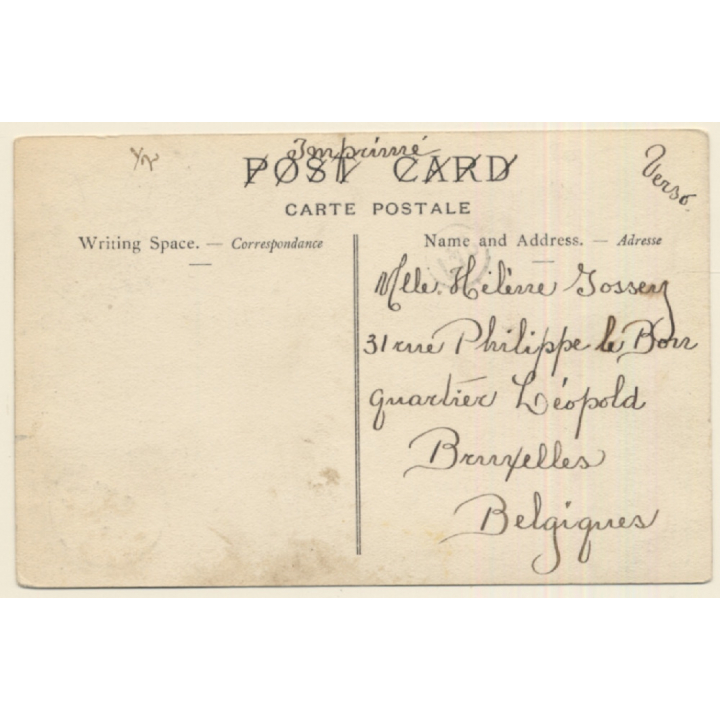 Imprimé
POST CARD
Verso.
CARTE POSTALE
Writing Space. — Correspondance
Name and Address. — Adresse
Mlle. Hélène Gossey
31 rue Philippe le Bon
quartier Léopold
Bruxelles
Belgiques